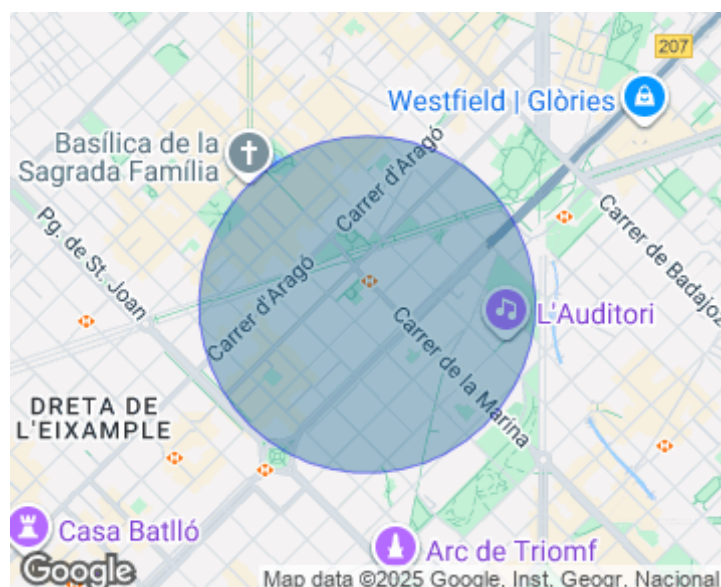 207
Westfield | Glòries
Basílica de la
Sagrada Família
Carrer d'Aragó
Pg. de St. Joan
Carrer de Badajoz
Carrer d'Aragó
L'Auditori
Carrer de la Marina
DRETA DE
L'EIXAMPLE
Casa Batlló
Arc de Triomf
Google
Map data ©2025 Google, Inst. Geogr. Nacional